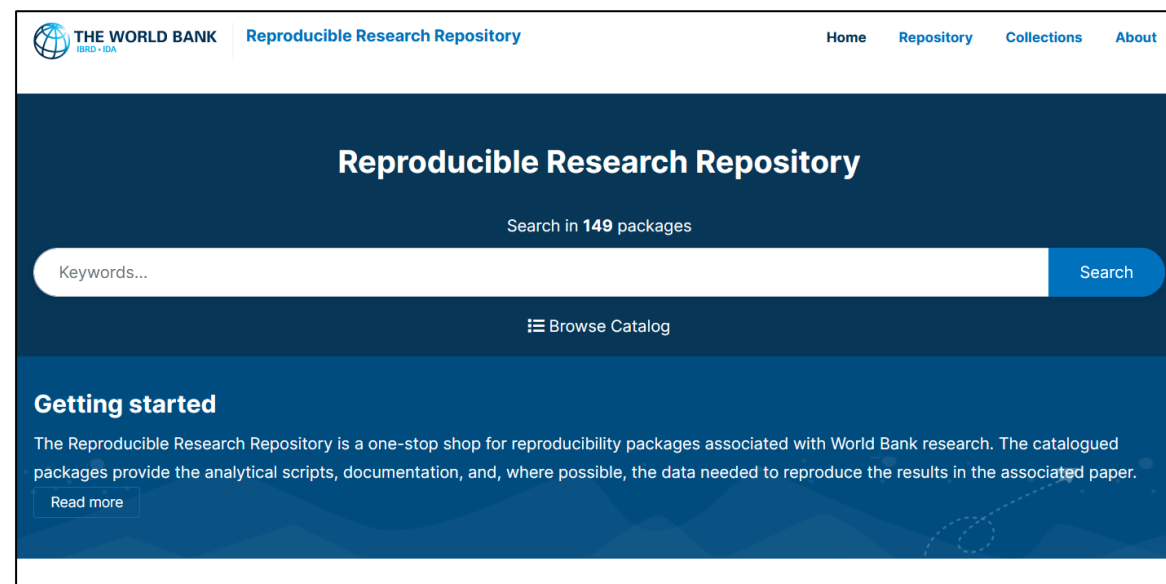 THE WORLD BANK
IBRD • IDA
Reproducible Research Repository
Home Repository Collections About
Reproducible Research Repository
Search in 149 packages
Keywords... Search
Browse Catalog
Getting started
The Reproducible Research Repository is a one-stop shop for reproducibility packages associated with World Bank research. The catalogued
packages provide the analytical scripts, documentation, and, where possible, the data needed to reproduce the results in the associated paper.
Read more